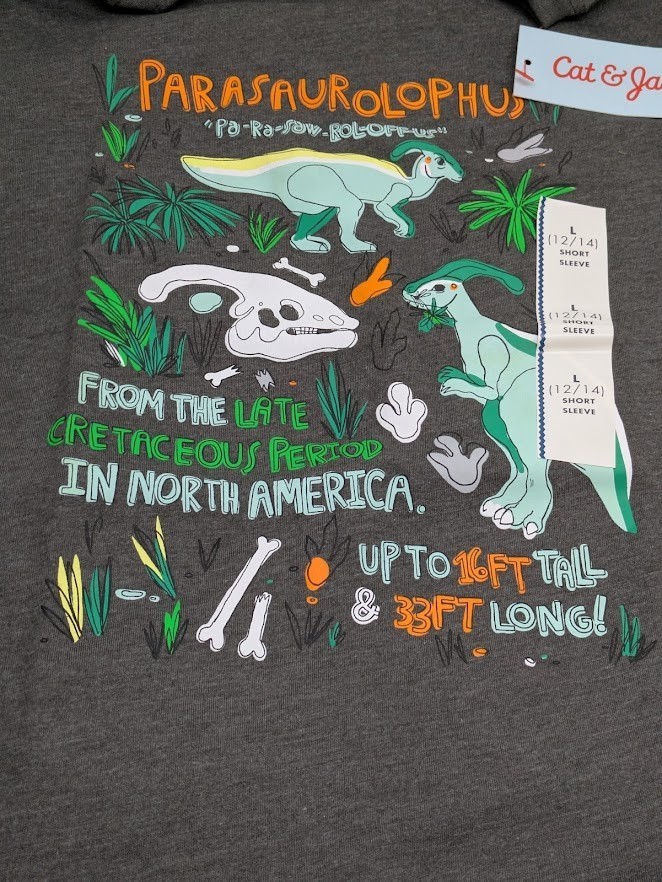 PARASAUROLOPHUS
Cat & Ja
"Pa-Ra-Saw-ROL-OFF-us"
L
(12/14)
SHORT
SLEEVE
L
(12/14)
SHORT
SLEEVE
L
(12/14)
SHORT
SLEEVE
FROM THE LATE
CRETACEOUS PERIOD
IN NORTH AMERICA.
UP TO 16FT TALL
& 33FT LONG!